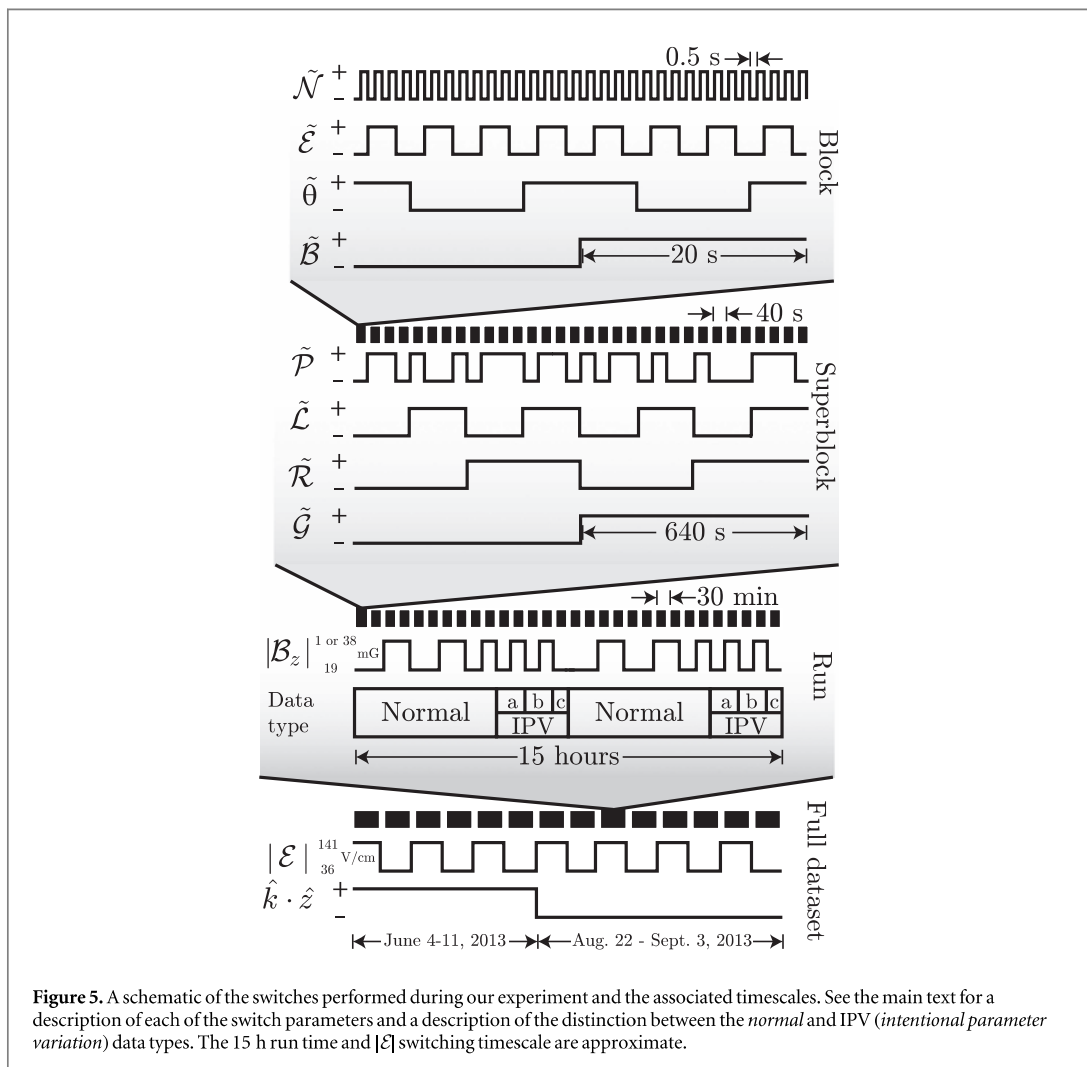 0.5 s
Ñ + −
Ẽ + −
θ̃ + −
B̃ + −
20 s
Block
40 s
P̃ + −
L̃ + −
R̃ + −
G̃ + −
640 s
Superblock
30 min
|B_z| 1 or 38 19 mG
Data type
Normal a b c IPV Normal a b c IPV
15 hours
Run
|E| 141 36 V/cm
k̂ · ẑ + −
June 4-11, 2013 Aug. 22 - Sept. 3, 2013
Full dataset
Figure 5. A schematic of the switches performed during our experiment and the associated timescales. See the main text for a
description of each of the switch parameters and a description of the distinction between the normal and IPV (intentional parameter
variation) data types. The 15 h run time and |E| switching timescale are approximate.